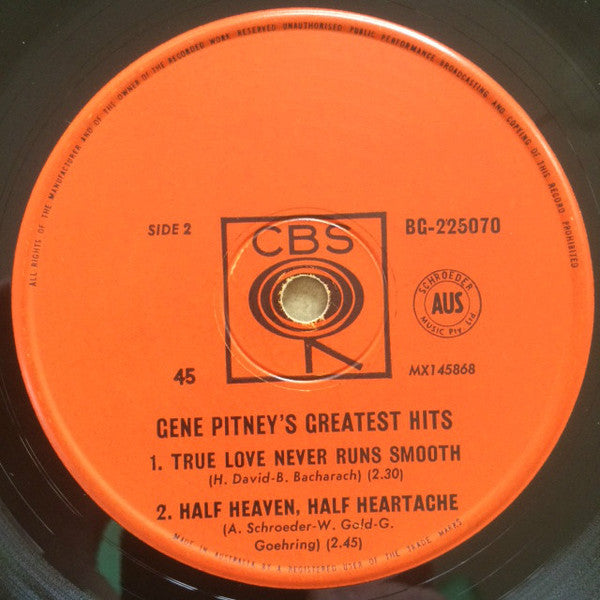 ALL RIGHTS OF THE MANUFACTURER AND OF THE OWNER OF THE RECORDED WORK RESERVED UNAUTHORISED PUBLIC PERFORMANCE BROADCASTING AND COPYING OF THIS RECORD PROHIBITED
SIDE 2
CBS
BG-225070
SCHROEDER
AUS
MUSIC Pty. Ltd
45
MX145868
GENE PITNEY'S GREATEST HITS
1. TRUE LOVE NEVER RUNS SMOOTH
(H. David-B. Bacharach) (2.30)
2. HALF HEAVEN, HALF HEARTACHE
(A. Schroeder-W. Gold-G.
Goehring) (2.45)
MADE IN AUSTRALIA BY A REGISTERED USER OF THE TRADE MARKS